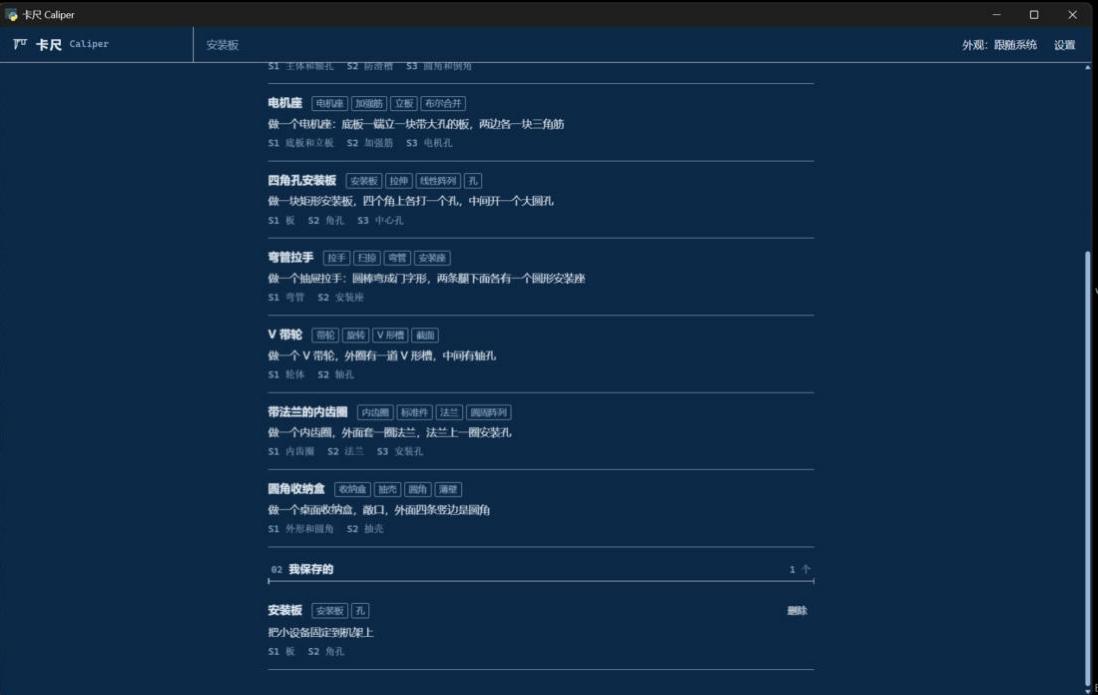 卡尺 Caliper
卡尺 Caliper 安装板 外观：跟随系统 设置
S1 主体和轴孔 S2 防滑槽 S3 圆角和倒角
电机座 电机座 加强筋 立板 布尔合并
做一个电机座：底板一端立一块带大孔的板，两边各一块三角筋
S1 底板和立板 S2 加强筋 S3 电机孔
四角孔安装板 安装板 拉伸 线性阵列 孔
做一块矩形安装板，四个角上各打一个孔，中间开一个大圆孔
S1 板 S2 角孔 S3 中心孔
弯管拉手 拉手 扫掠 弯管 安装座
做一个抽屉拉手：圆棒弯成门字形，两条腿下面各有一个圆形安装座
S1 弯管 S2 安装座
V 带轮 带轮 旋转 V 形槽 截面
做一个 V 带轮，外圈有一道 V 形槽，中间有轴孔
S1 轮体 S2 轴孔
带法兰的内齿圈 内齿圈 标准件 法兰 圆周阵列
做一个内齿圈，外面套一圈法兰，法兰上一圈安装孔
S1 内齿圈 S2 法兰 S3 安装孔
圆角收纳盒 收纳盒 抽壳 圆角 薄壁
做一个桌面收纳盒，敞口，外面四条竖边是圆角
S1 外形和圆角 S2 抽壳
02 我保存的 1 个
安装板 安装板 孔 删除
把小设备固定到机架上
S1 板 S2 角孔